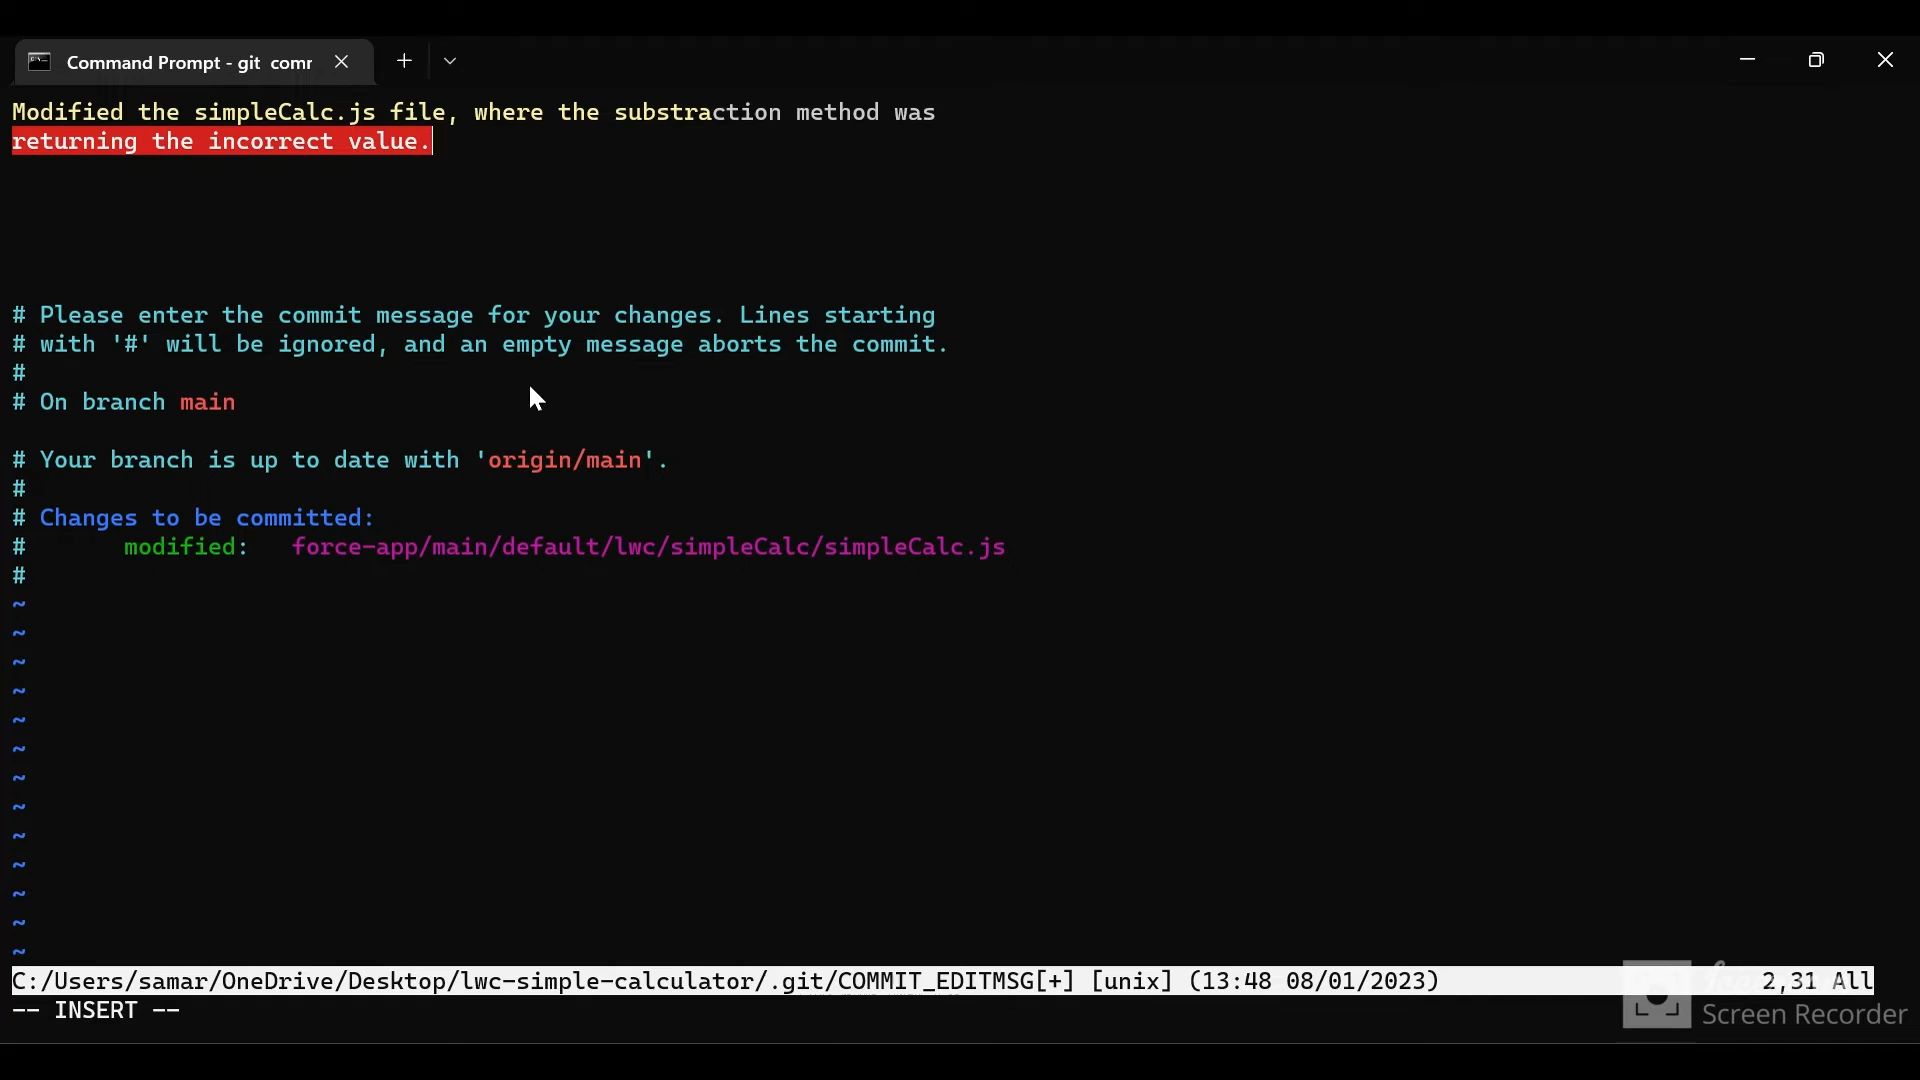 Command Prompt - git comr
Modified the simpleCalc.js file, where the substraction method was
returning the incorrect value.
# Please enter the commit message for your changes. Lines starting
# with '#' will be ignored, and an empty message aborts the commit.
#
# On branch main
# Your branch is up to date with 'origin/main'.
#
# Changes to be committed:
#       modified:   force-app/main/default/lwc/simpleCalc/simpleCalc.js
#
~
~
~
~
~
~
~
~
~
~
~
~
~
C:/Users/samar/OneDrive/Desktop/lwc-simple-calculator/.git/COMMIT_EDITMSG[+] [unix] (13:48 08/01/2023) 2,31 All
-- INSERT --
Screen Recorder